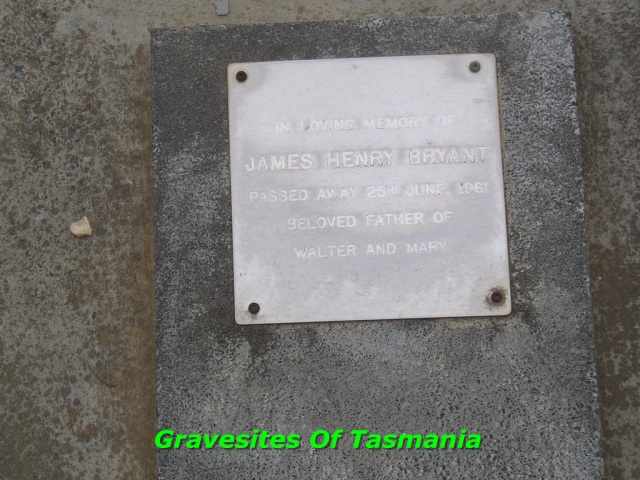 IN LOVING MEMORY OF
JAMES HENRY BRYANT
PASSED AWAY 25TH JUNE, 1961
BELOVED FATHER OF
WALTER AND MARY
Gravesites Of Tasmania